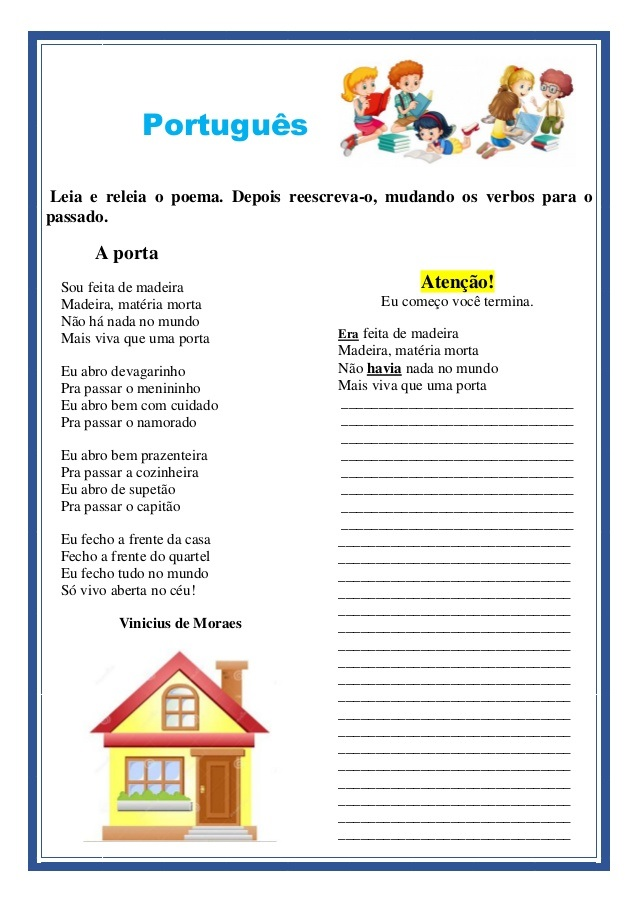 Português
Leia e releia o poema. Depois reescreva-o, mudando os verbos para o
passado.
A porta
Sou feita de madeira
Madeira, matéria morta
Não há nada no mundo
Mais viva que uma porta
Eu abro devagarinho
Pra passar o menininho
Eu abro bem com cuidado
Pra passar o namorado
Eu abro bem prazenteira
Pra passar a cozinheira
Eu abro de supetão
Pra passar o capitão
Eu fecho a frente da casa
Fecho a frente do quartel
Eu fecho tudo no mundo
Só vivo aberta no céu!
Vinicius de Moraes
Atenção!
Eu começo você termina.
Era feita de madeira
Madeira, matéria morta
Não havia nada no mundo
Mais viva que uma porta